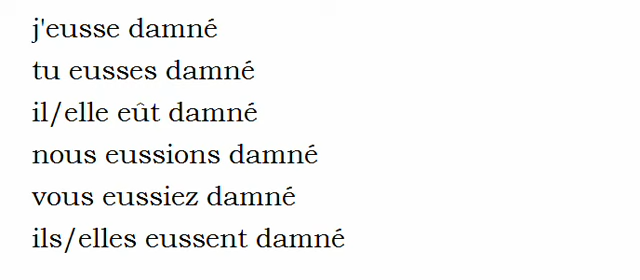 j'eusse damné
tu eusses damné
il/elle eût damné
nous eussions damné
vous eussiez damné
ils/elles eussent damné